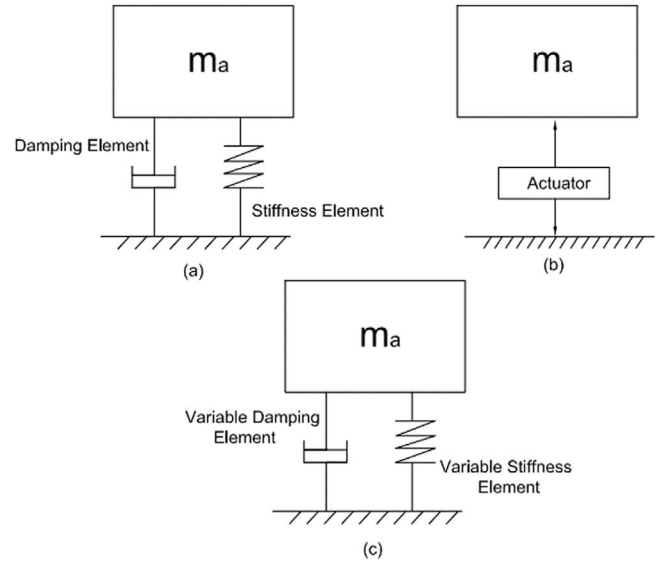 ma
Damping Element
Stiffness Element
(a)
ma
Actuator
(b)
ma
Variable Damping
Element
Variable Stiffness
Element
(c)